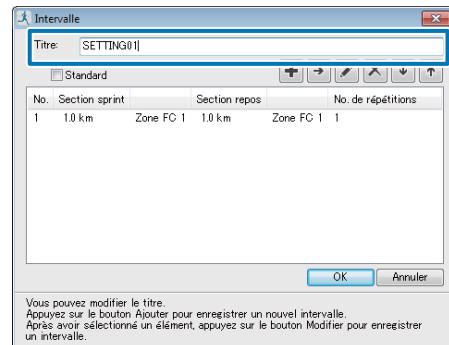 Intervalle
Titre: SETTING01
Standard
No. Section sprint Section repos No. de répétitions
1 1.0 km Zone FC 1 1.0 km Zone FC 1 1
OK Annuler
Vous pouvez modifier le titre.
Appuyez sur le bouton Ajouter pour enregistrer un nouvel intervalle.
Après avoir sélectionné un élément, appuyez sur le bouton Modifier pour enregistrer
un intervalle.